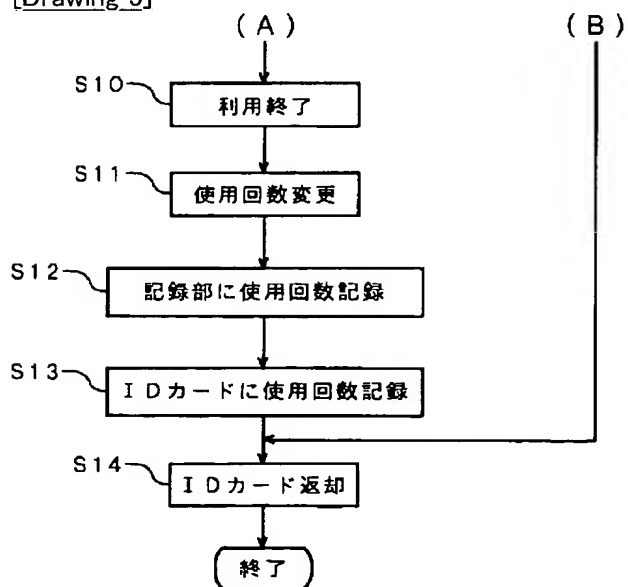 (A) (B)
S10 利用終了
S11 使用回数変更
S12 記録部に使用回数記録
S13 IDカードに使用回数記録
S14 IDカード返却
終了